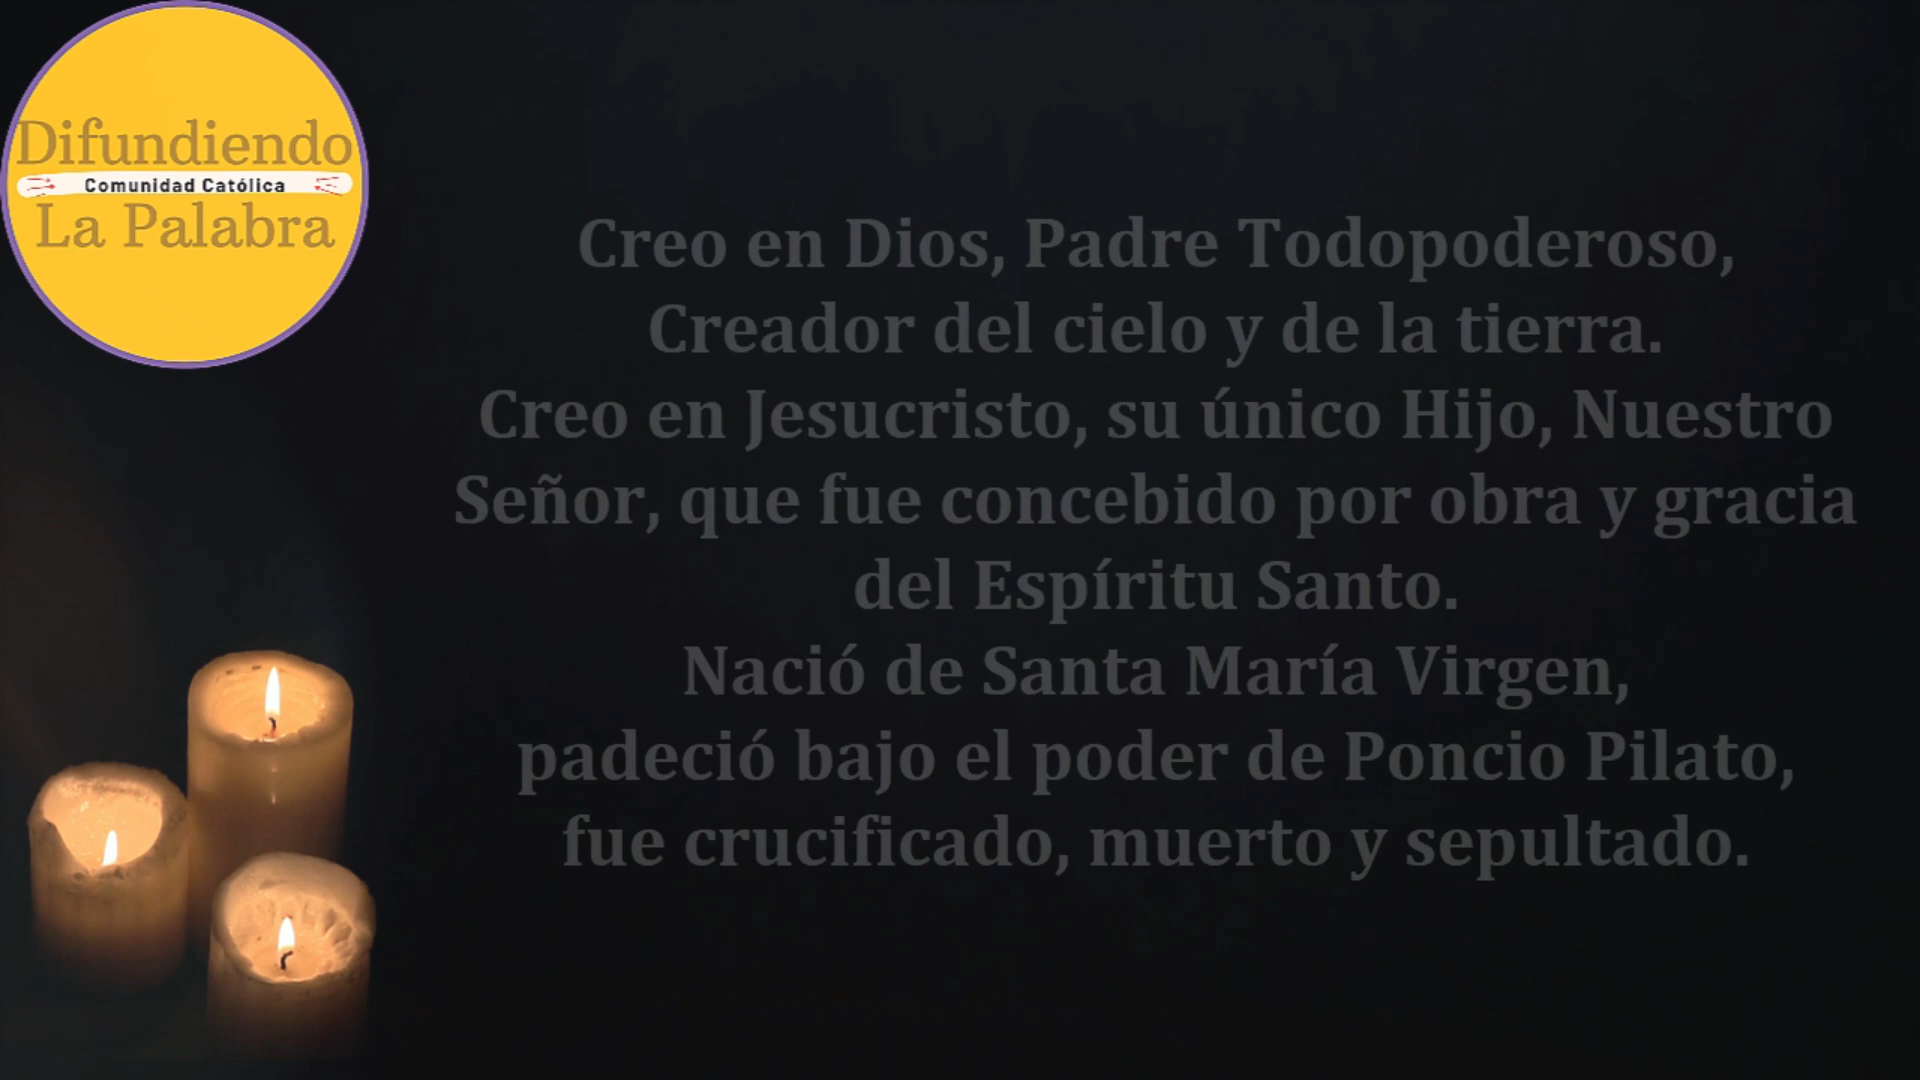 Difundiendo
Comunidad Católica
La Palabra
Creo en Dios, Padre Todopoderoso,
Creador del cielo y de la tierra.
Creo en Jesucristo, su único Hijo, Nuestro
Señor, que fue concebido por obra y gracia
del Espíritu Santo.
Nació de Santa María Virgen,
padeció bajo el poder de Poncio Pilato,
fue crucificado, muerto y sepultado.